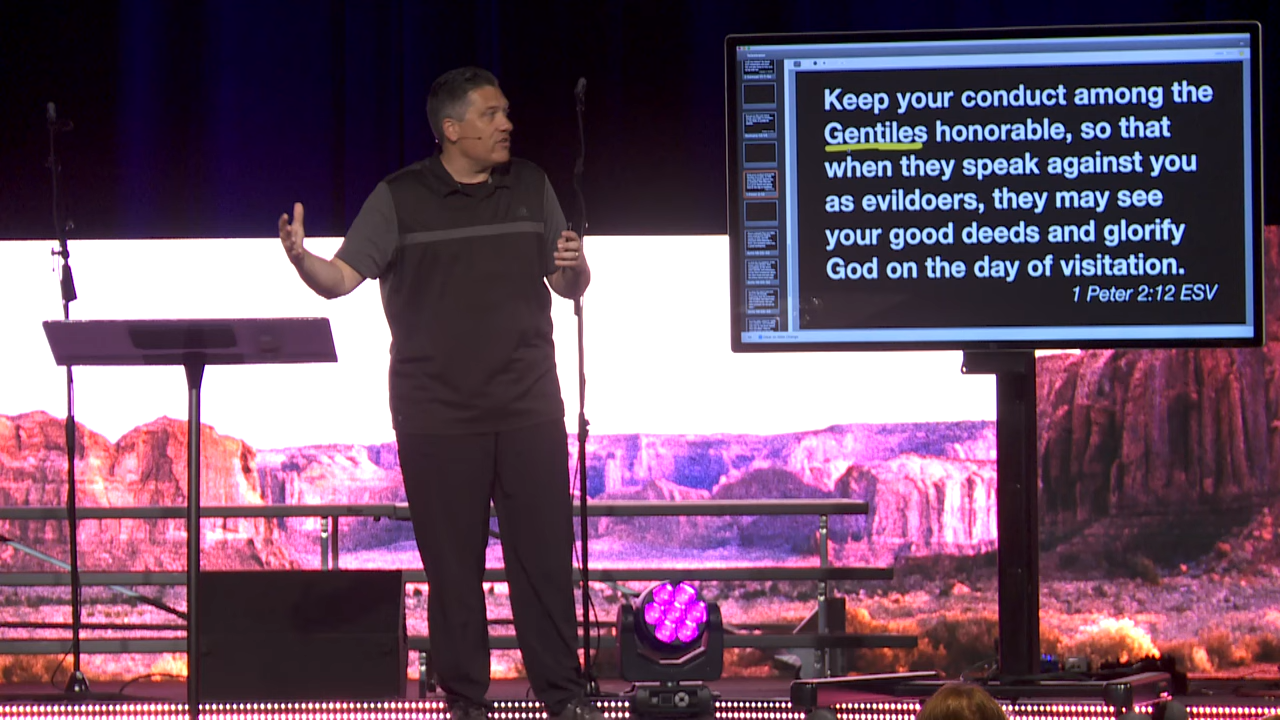 Keep your conduct among the
Gentiles honorable, so that
when they speak against you
as evildoers, they may see
your good deeds and glorify
God on the day of visitation.
1 Peter 2:12 ESV